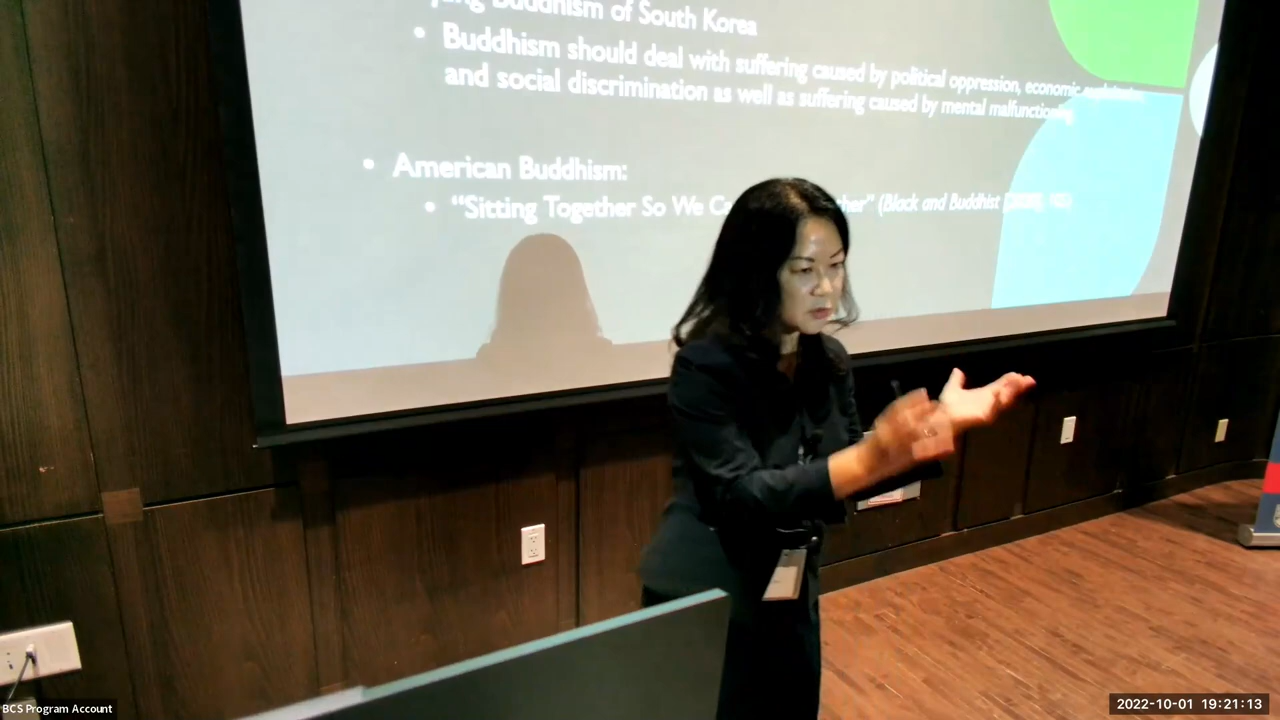 Buddhism of South Korea
• Buddhism should deal with suffering caused by political oppression, economic
and social discrimination as well as suffering caused by mental malfunctioning
• American Buddhism:
• “Sitting Together So We (Black and Buddhist
BCS Program Account
2022-10-01 19:21:13